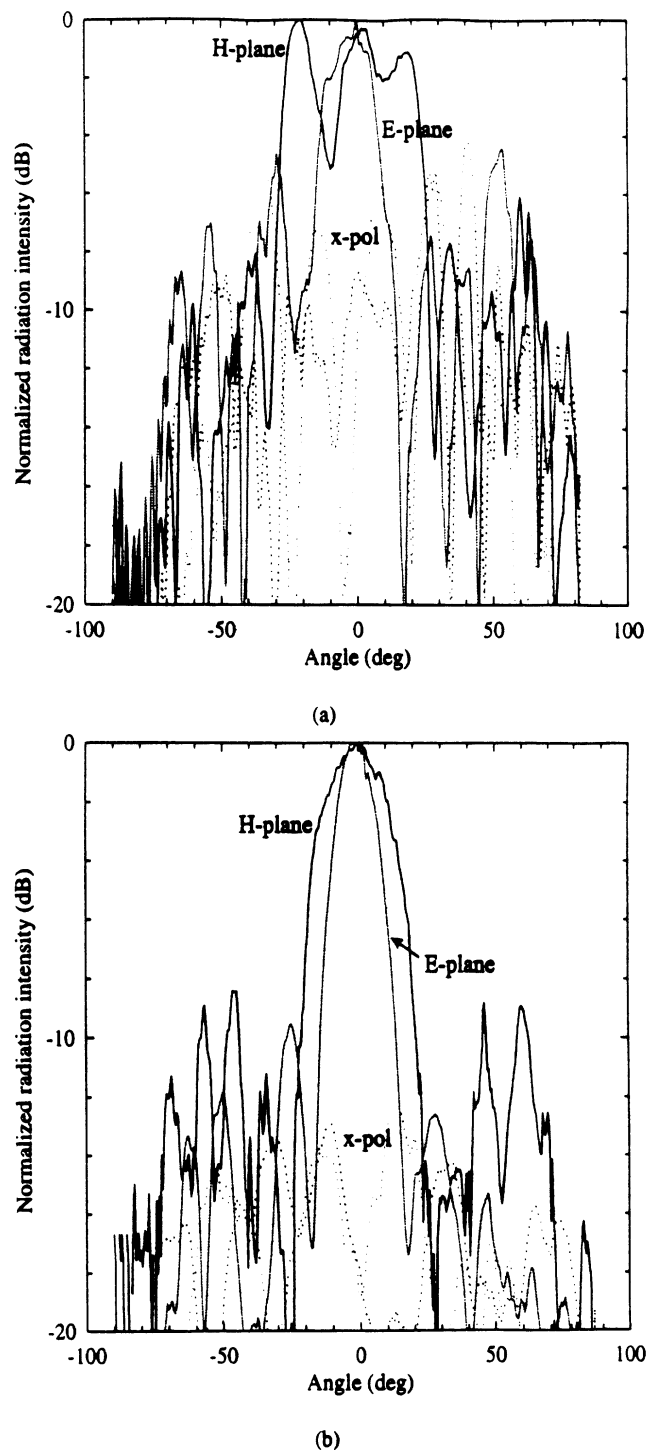 0
H-plane
E-plane
x-pol
-10
-20
-100
-50
0
50
100
Normalized radiation intensity (dB)
Angle (deg)
(a)
0
H-plane
E-plane
x-pol
-10
-20
-100
-50
0
50
100
Normalized radiation intensity (dB)
Angle (deg)
(b)